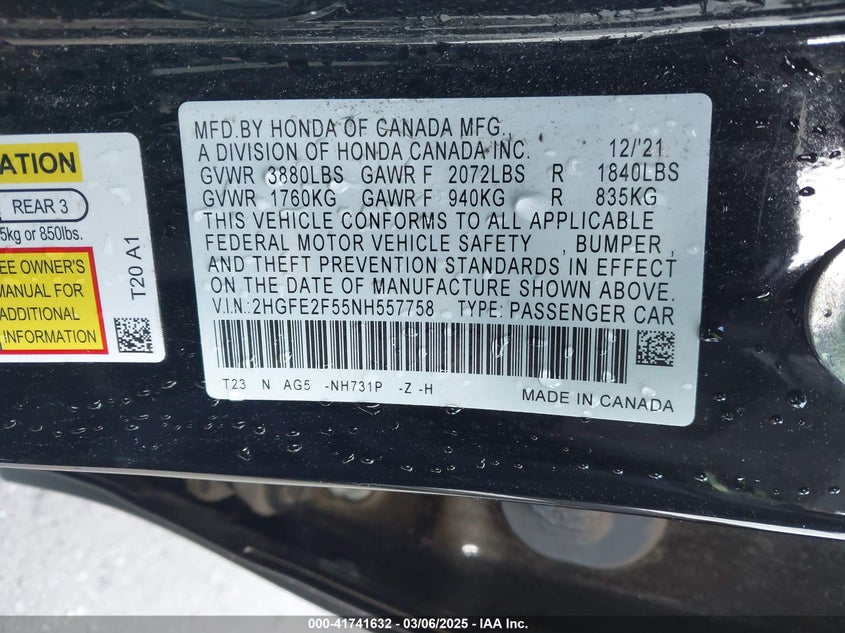 ATION
REAR 3
5kg or 850lbs.
EE OWNER'S
MANUAL FOR
ADDITIONAL
INFORMATION
T20 A1
MFD.BY HONDA OF CANADA MFG.,
A DIVISION OF HONDA CANADA INC. 12/'21
GVWR 3880LBS GAWR F 2072LBS R 1840LBS
GVWR 1760KG GAWR F 940KG R 835KG
THIS VEHICLE CONFORMS TO ALL APPLICABLE
FEDERAL MOTOR VEHICLE SAFETY , BUMPER ,
AND THEFT PREVENTION STANDARDS IN EFFECT
ON THE DATE OF MANUFACTURE SHOWN ABOVE.
V.I.N.:2HGFE2F55NH557758 TYPE: PASSENGER CAR
T23 N AG5 -NH731P -Z -H
MADE IN CANADA
000-41741632 - 03/06/2025 - IAA Inc.